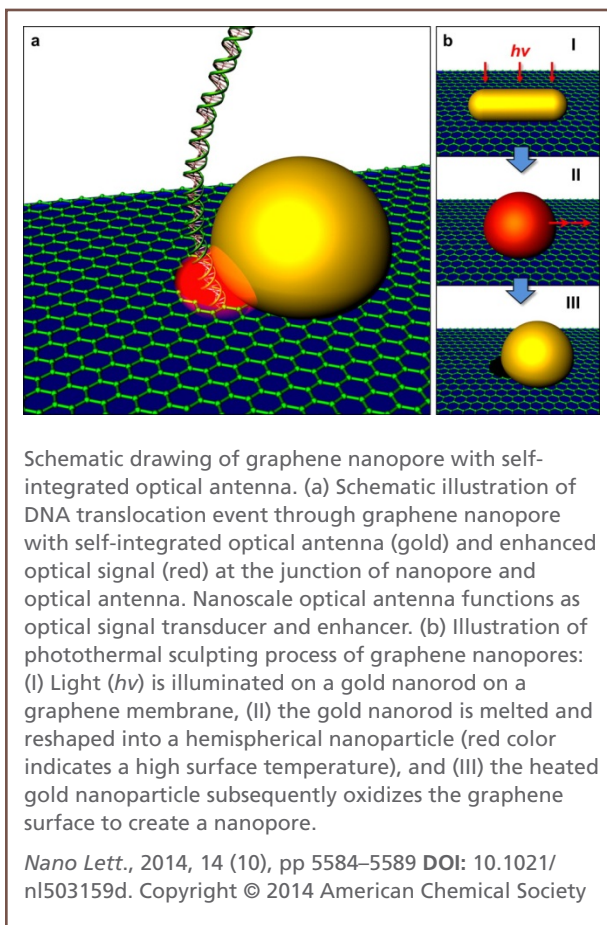 a
b
I
hv
II
III
Schematic drawing of graphene nanopore with self-
integrated optical antenna. (a) Schematic illustration of
DNA translocation event through graphene nanopore
with self-integrated optical antenna (gold) and enhanced
optical signal (red) at the junction of nanopore and
optical antenna. Nanoscale optical antenna functions as
optical signal transducer and enhancer. (b) Illustration of
photothermal sculpting process of graphene nanopores:
(I) Light (hv) is illuminated on a gold nanorod on a
graphene membrane, (II) the gold nanorod is melted and
reshaped into a hemispherical nanoparticle (red color
indicates a high surface temperature), and (III) the heated
gold nanoparticle subsequently oxidizes the graphene
surface to create a nanopore.
Nano Lett., 2014, 14 (10), pp 5584–5589 DOI: 10.1021/
nl503159d. Copyright © 2014 American Chemical Society